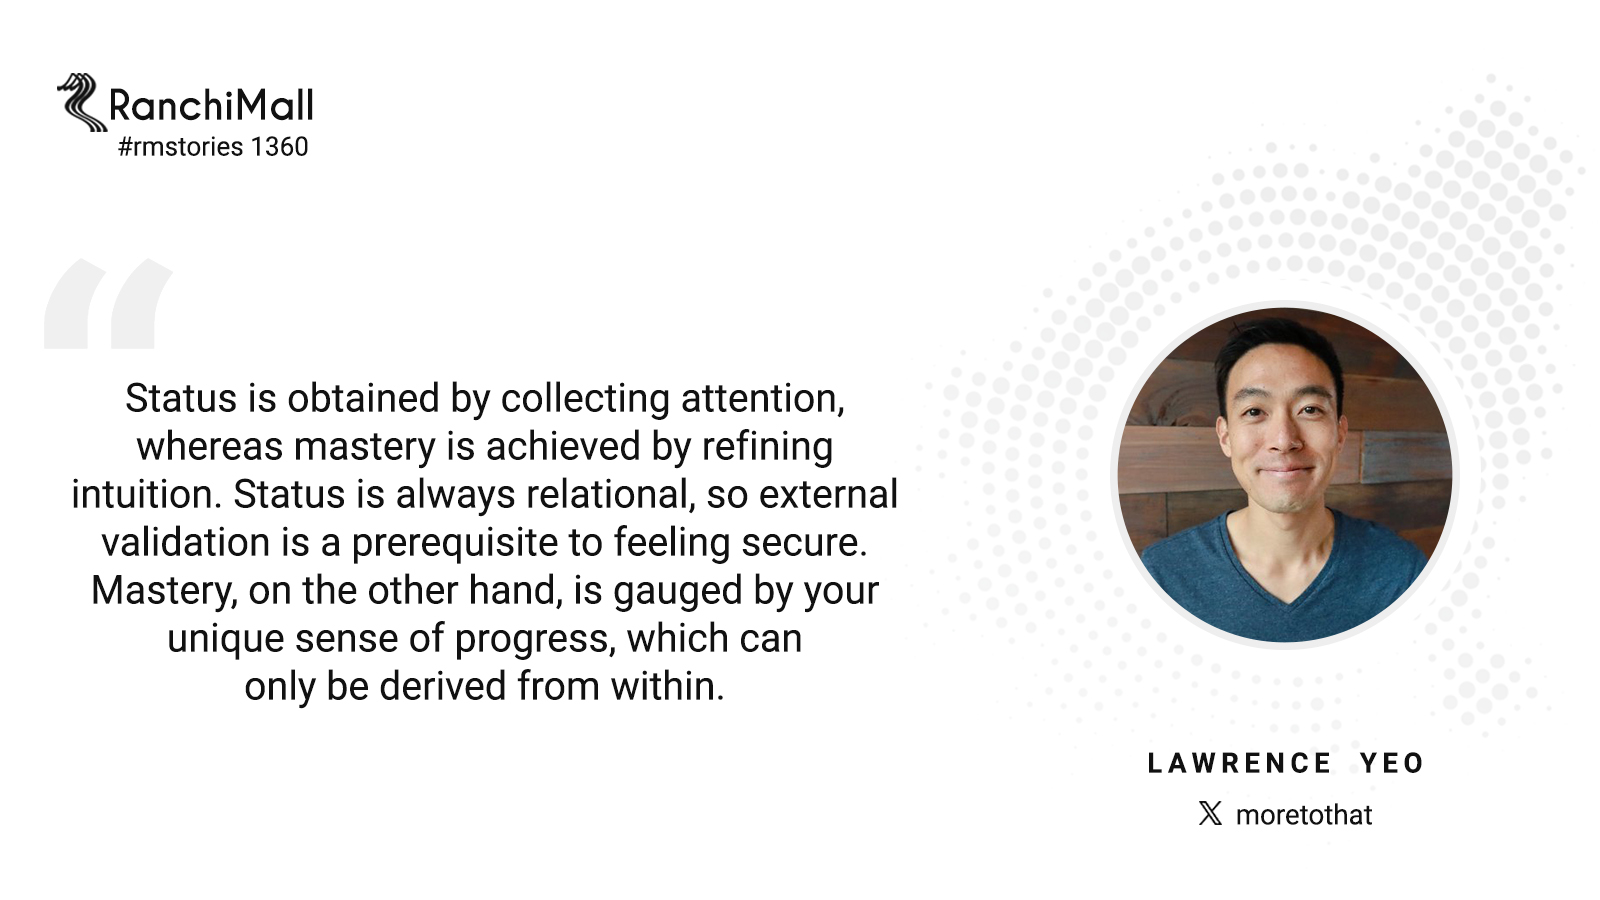 RanchiMall
#rmstories 1360
“
Status is obtained by collecting attention,
whereas mastery is achieved by refining
intuition. Status is always relational, so external
validation is a prerequisite to feeling secure.
Mastery, on the other hand, is gauged by your
unique sense of progress, which can
only be derived from within.
LAWRENCE YEO
X moretothat